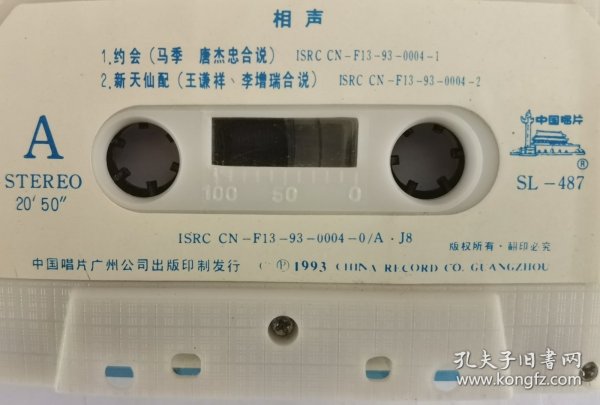 相声
1.约会（马季 唐杰忠合说） ISRC CN-F13-93-0004-1
2.新天仙配（王谦祥、李增瑞合说） ISRC CN-F13-93-0004-2
A
STEREO
20'50"
100 50 0
中国唱片
®
SL-487
ISRC CN-F13-93-0004-0/A·J8
版权所有·翻印必究
中国唱片广州公司出版印制发行 Ⓒ Ⓟ 1993 CHINA RECORD CO. GUANGZHOU
孔夫子旧书网
www.kongfz.com